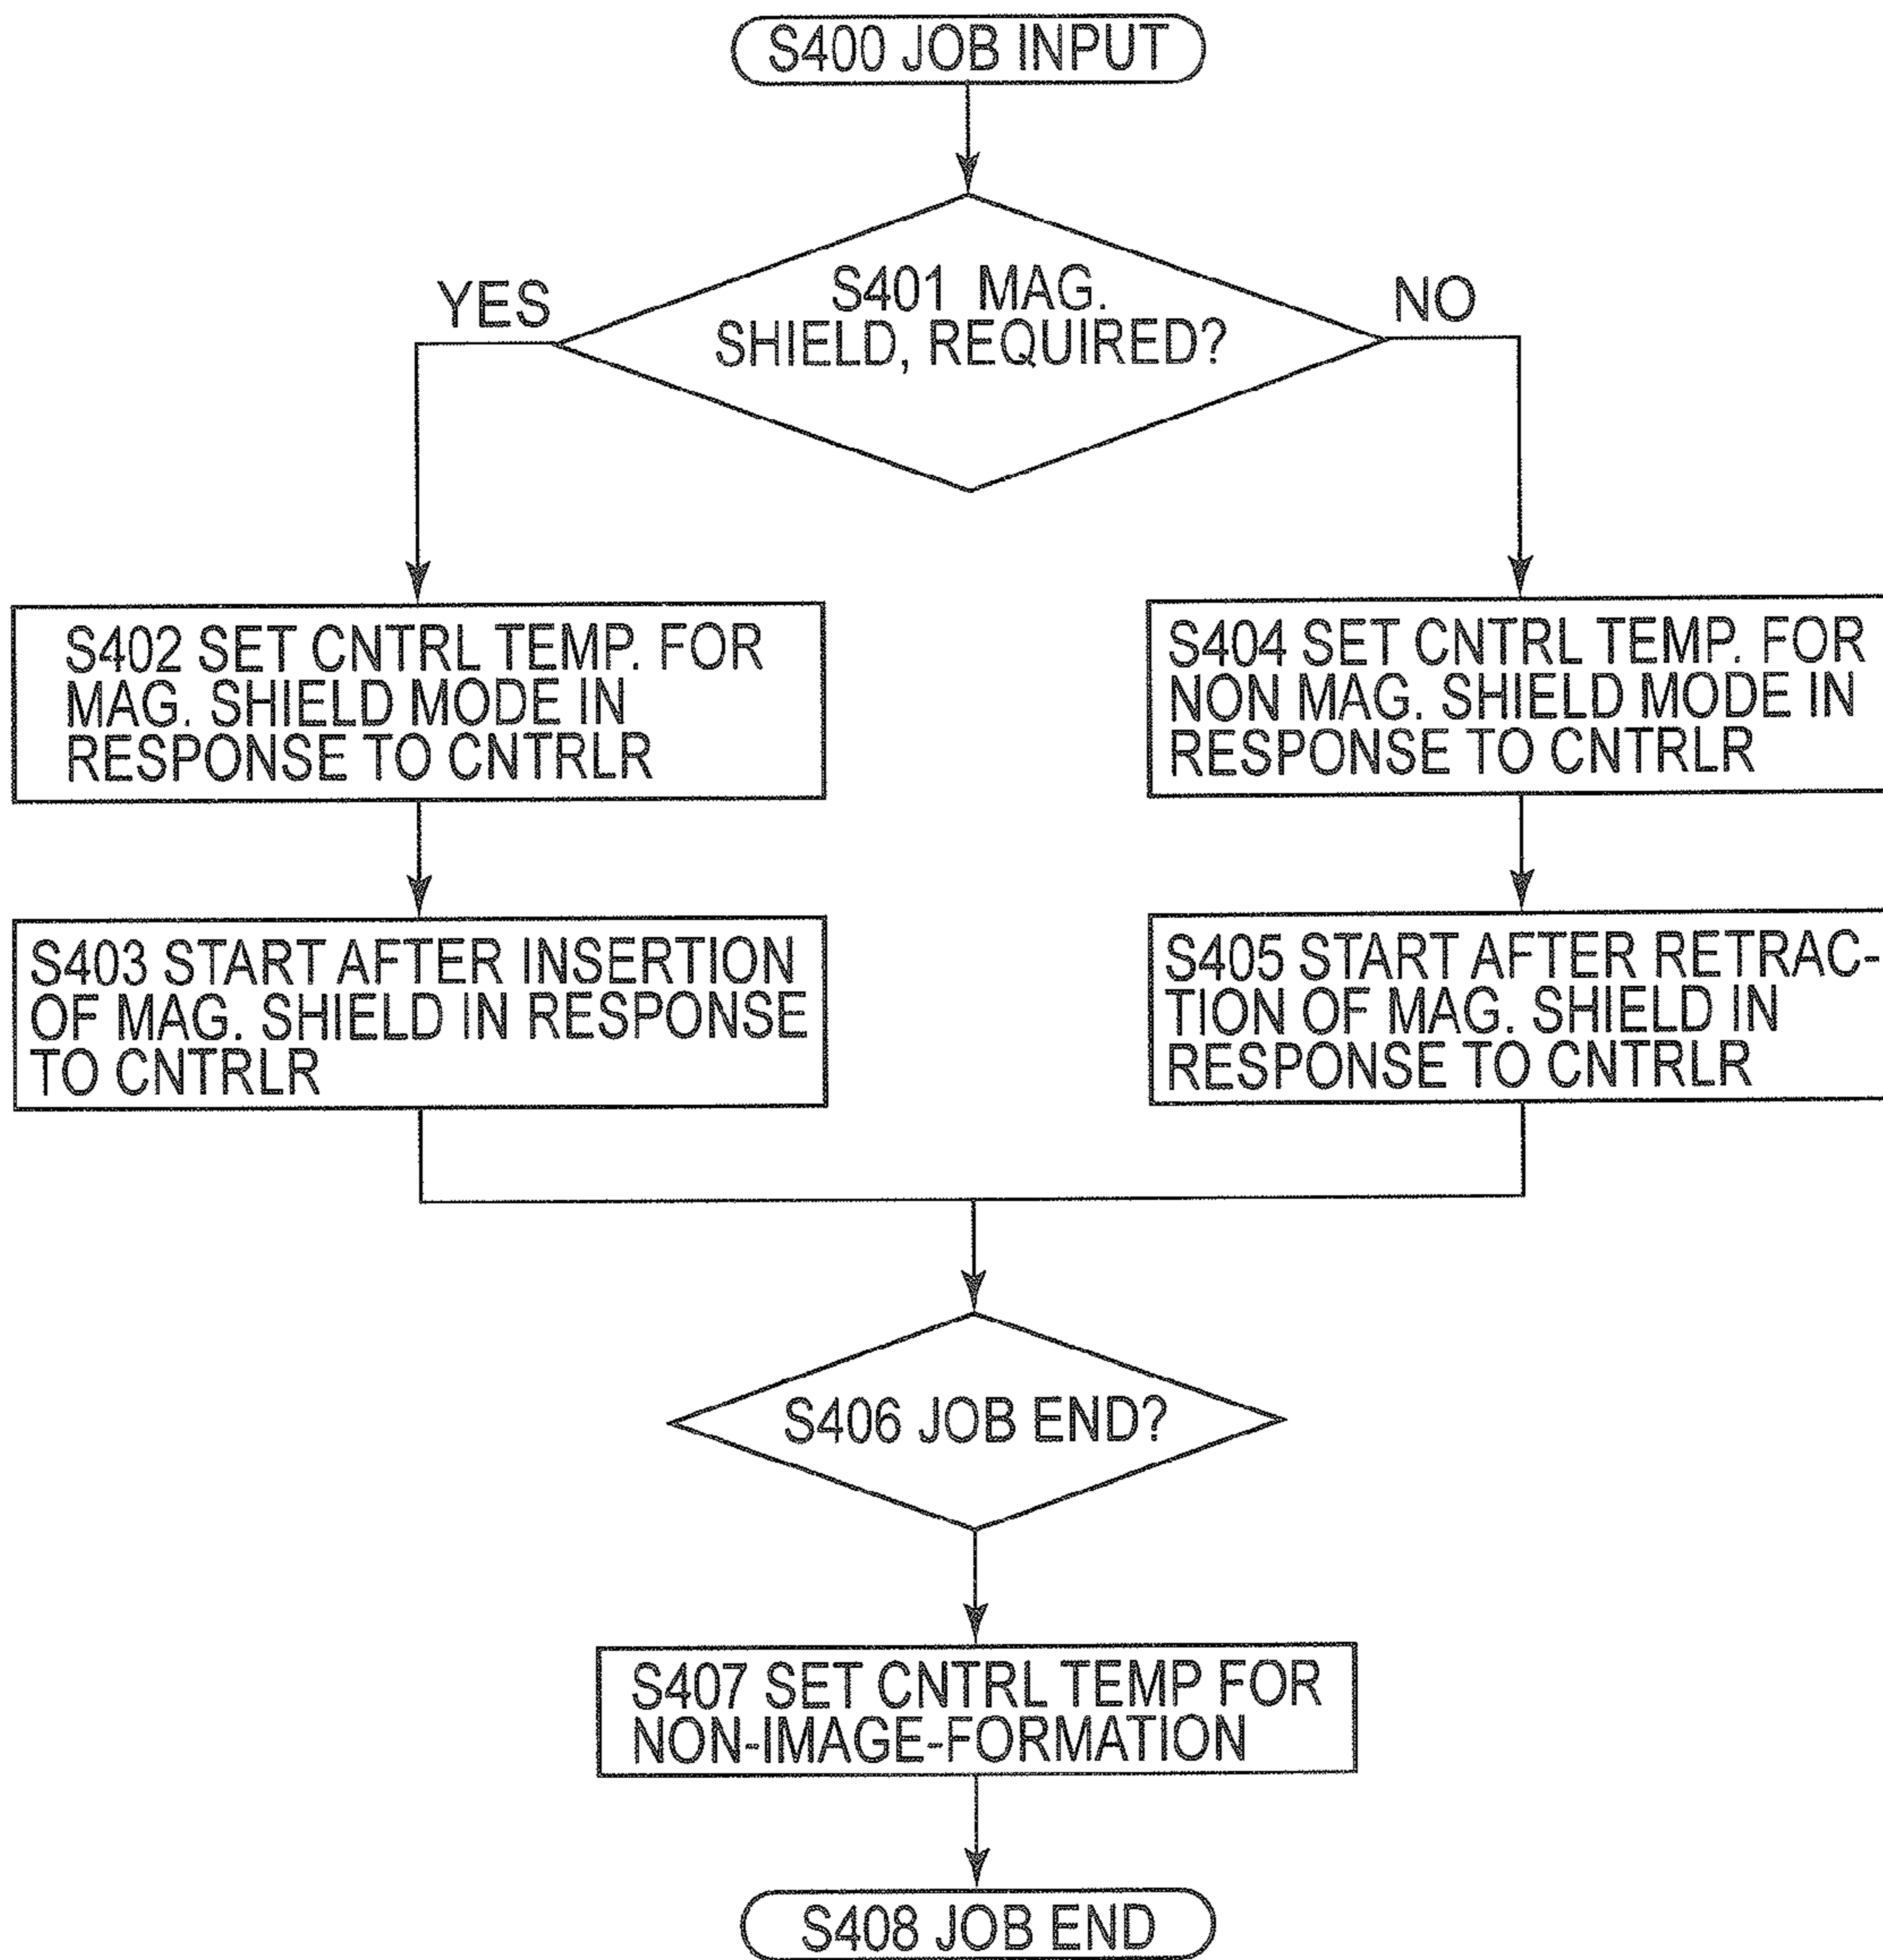 S400 JOB INPUT
S401 MAG.
SHIELD, REQUIRED?
YES
NO
S402 SET CNTRL TEMP. FOR
MAG. SHIELD MODE IN
RESPONSE TO CNTRLR
S404 SET CNTRL TEMP. FOR
NON MAG. SHIELD MODE IN
RESPONSE TO CNTRLR
S403 START AFTER INSERTION
OF MAG. SHIELD IN RESPONSE
TO CNTRLR
S405 START AFTER RETRAC-
TION OF MAG. SHIELD IN
RESPONSE TO CNTRLR
S406 JOB END?
S407 SET CNTRL TEMP FOR
NON-IMAGE-FORMATION
S408 JOB END